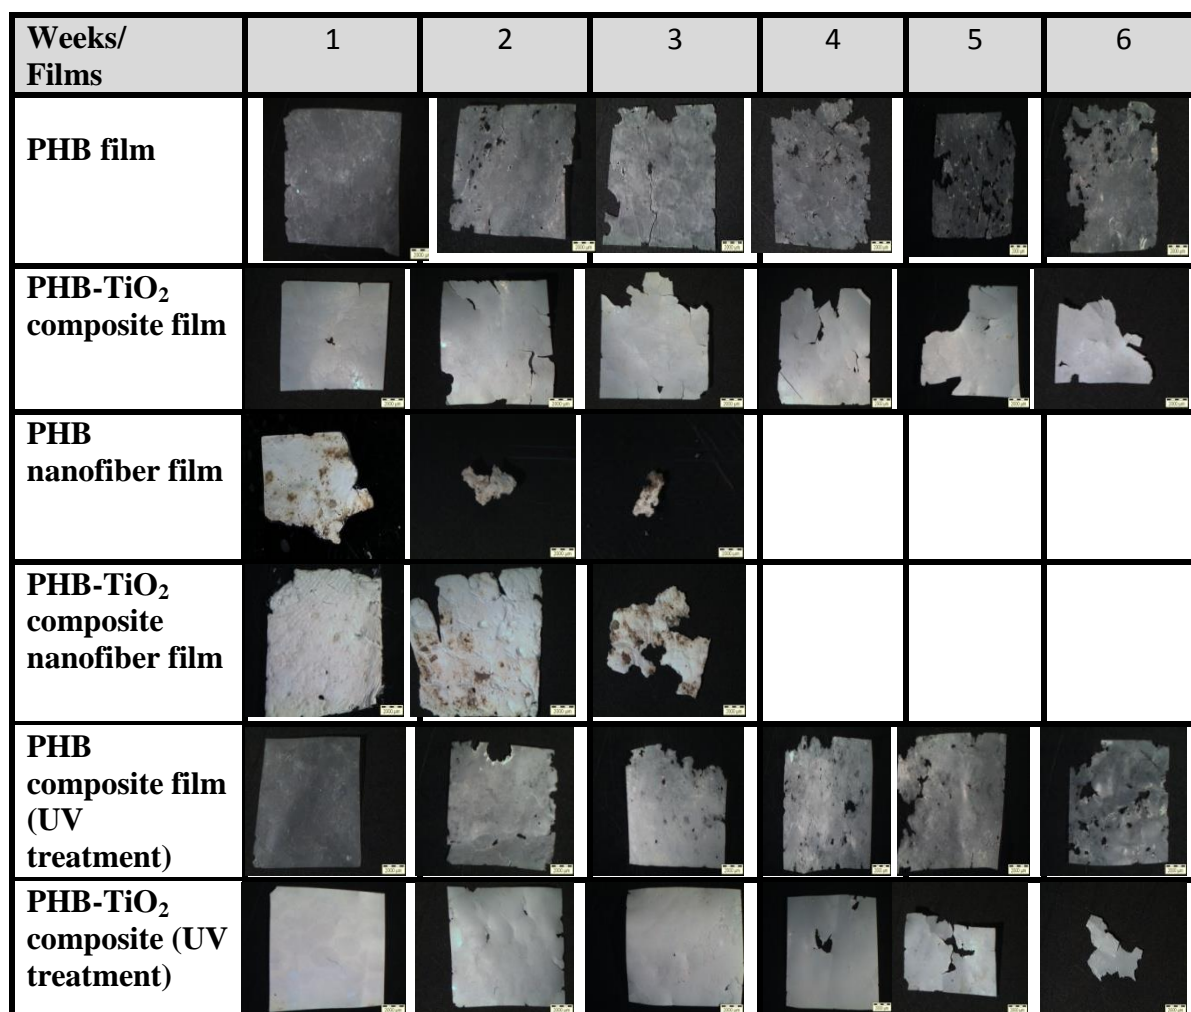 Weeks/ 1 2 3 4 5 6
Films
PHB film
PHB-TiO₂
composite film
PHB
nanofiber film
PHB-TiO₂
composite
nanofiber film
PHB
composite film
(UV
treatment)
PHB-TiO₂
composite (UV
treatment)